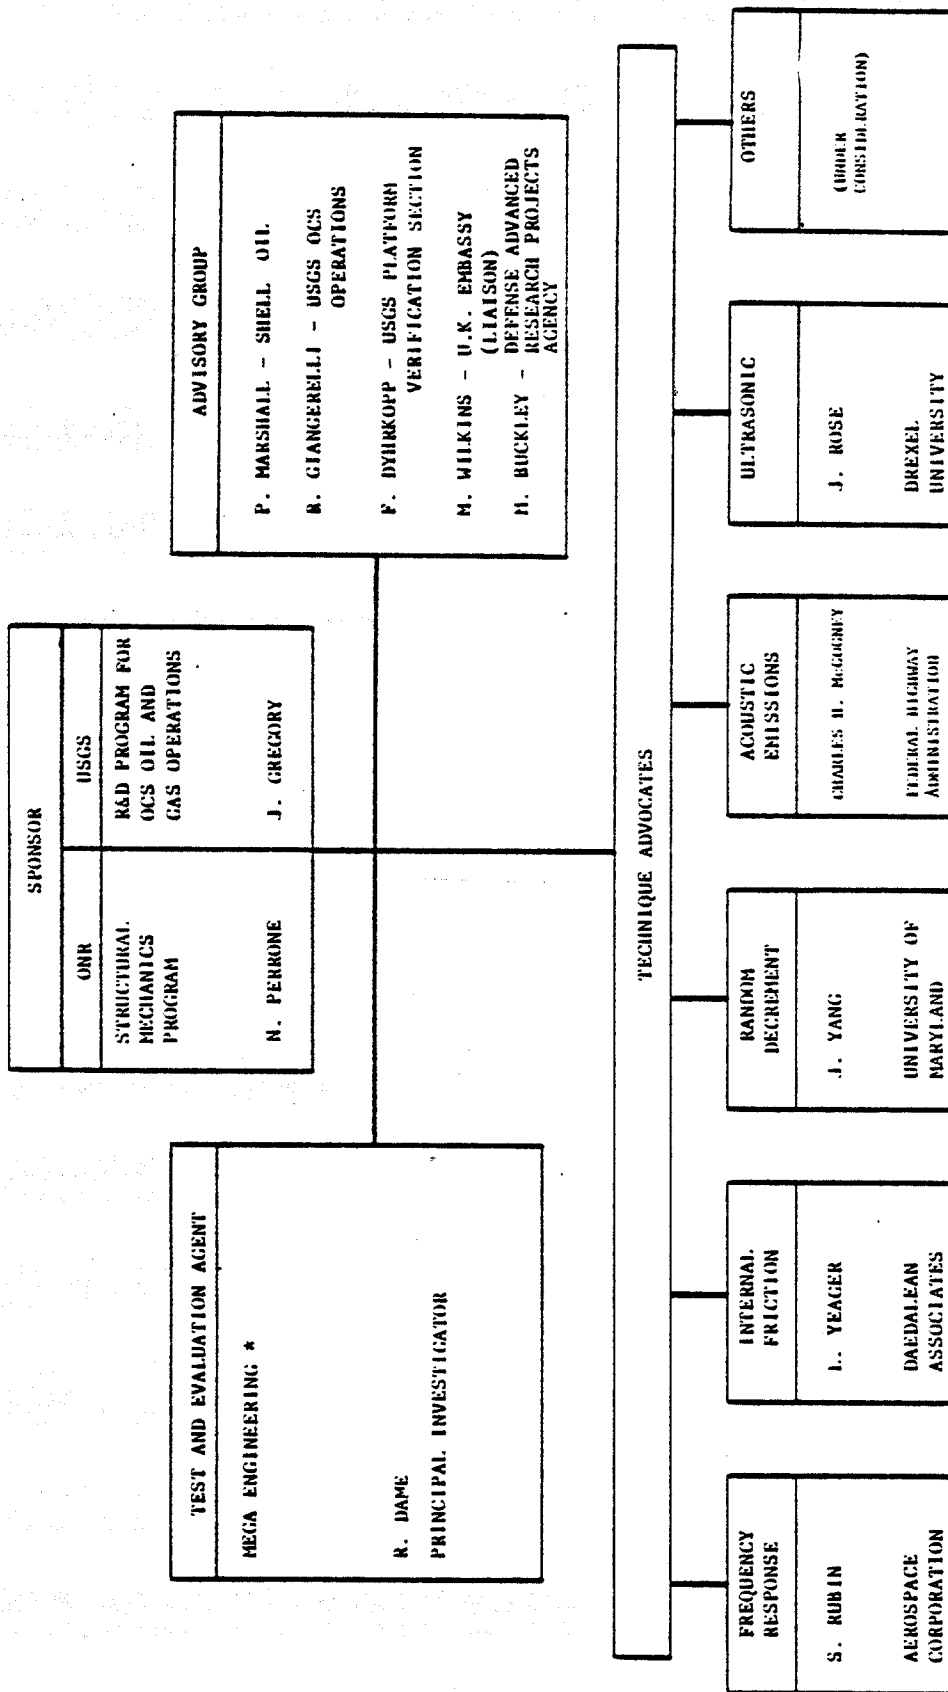 SPONSOR
ONR
USGS
STRUCTURAL
MECHANICS
PROGRAM
N. PERRONE
R&D PROGRAM FOR
OCS OIL AND
GAS OPERATIONS
J. GREGORY
TEST AND EVALUATION AGENT
MEGA ENGINEERING *
R. DAME
PRINCIPAL INVESTIGATOR
ADVISORY GROUP
P. MARSHALL - SHELL OIL
R. GIANGERELLI - USGS OCS
OPERATIONS
F. DYHRKOPP - USGS PLATFORM
VERIFICATION SECTION
M. WILKINS - U.K. EMBASSY
(LIAISON)
DEFENSE ADVANCED
M. BUCKLEY - RESEARCH PROJECTS
AGENCY
TECHNIQUE ADVOCATES
FREQUENCY
RESPONSE
S. RUBIN
AEROSPACE
CORPORATION
INTERNAL
FRICTION
L. YEAGER
DAEDALEAN
ASSOCIATES
RANDOM
DECREMENT
J. YANG
UNIVERSITY OF
MARYLAND
ACOUSTIC
EMISSIONS
CHARLES H. McGOGNEY
FEDERAL HIGHWAY
ADMINISTRATION
ULTRASONIC
J. ROSE
DREXEL
UNIVERSITY
OTHERS
(UNDER
CONSIDERATION)